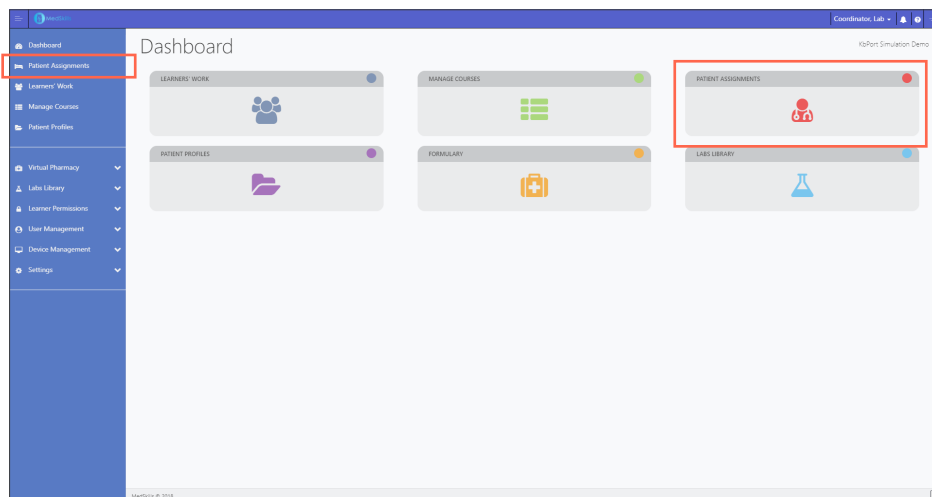 MedSkills
Coordinator, Lab
Dashboard
Patient Assignments
Learners' Work
Manage Courses
Patient Profiles
Virtual Pharmacy
Labs Library
Learner Permissions
User Management
Device Management
Settings
Dashboard
KbPort Simulation Demo
LEARNERS' WORK
MANAGE COURSES
PATIENT ASSIGNMENTS
PATIENT PROFILES
FORMULARY
LABS LIBRARY
MedSkills © 2018